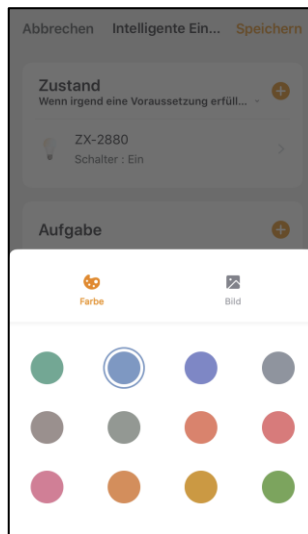 Abbrechen Intelligente Ein... Speichern
Zustand
Wenn irgend eine Voraussetzung erfüll...
ZX-2880
Schalter : Ein
Aufgabe
Farbe Bild